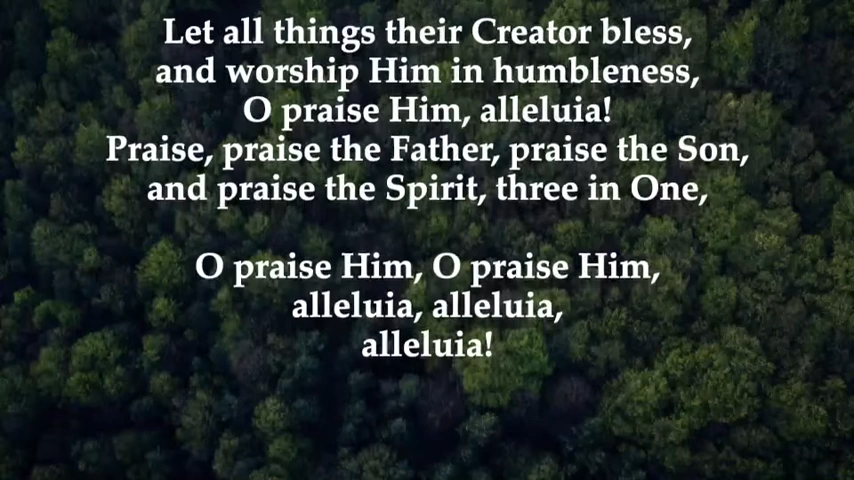 Let all things their Creator bless,
and worship Him in humbleness,
O praise Him, alleluia!
Praise, praise the Father, praise the Son,
and praise the Spirit, three in One,
O praise Him, O praise Him,
alleluia, alleluia,
alleluia!